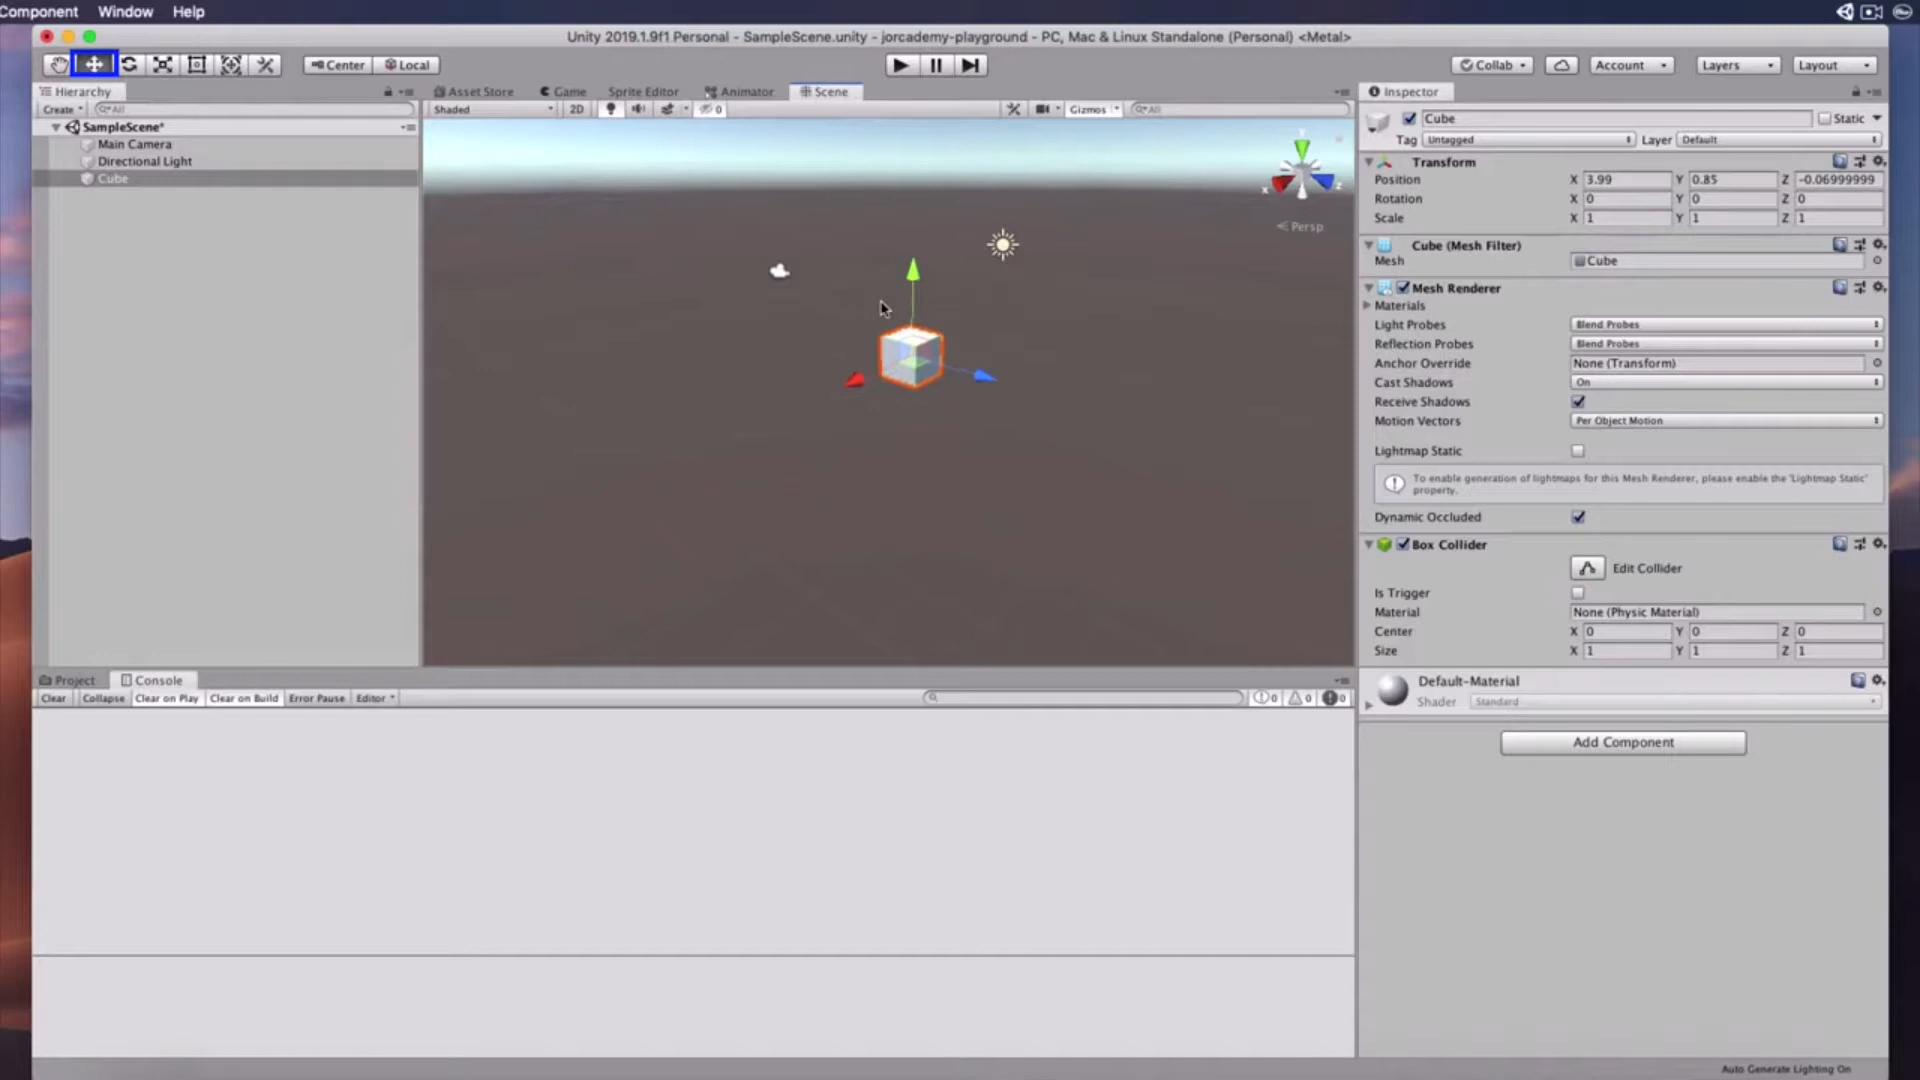 Component Window Help
Unity 2019.1.9f1 Personal - SampleScene.unity - jorcademy-playground - PC, Mac & Linux Standalone (Personal) <Metal>
Center Local
Collab Account Layers Layout
Hierarchy
Create All
SampleScene*
Main Camera
Directional Light
Cube
Asset Store Game Sprite Editor Animator Scene
Shaded 2D 0 Gizmos All
x z
Persp
Inspector
Cube Static
Tag Untagged Layer Default
Transform
Position X 3.99 Y 0.85 Z -0.06999999
Rotation X 0 Y 0 Z 0
Scale X 1 Y 1 Z 1
Cube (Mesh Filter)
Mesh Cube
Mesh Renderer
Materials
Light Probes Blend Probes
Reflection Probes Blend Probes
Anchor Override None (Transform)
Cast Shadows On
Receive Shadows
Motion Vectors Per Object Motion
Lightmap Static
To enable generation of lightmaps for this Mesh Renderer, please enable the 'Lightmap Static'
property.
Dynamic Occluded
Box Collider
Edit Collider
Is Trigger
Material None (Physic Material)
Center X 0 Y 0 Z 0
Size X 1 Y 1 Z 1
Default-Material
Shader Standard
Add Component
Project Console
Clear Collapse Clear on Play Clear on Build Error Pause Editor 0 0 0
Auto Generate Lighting On